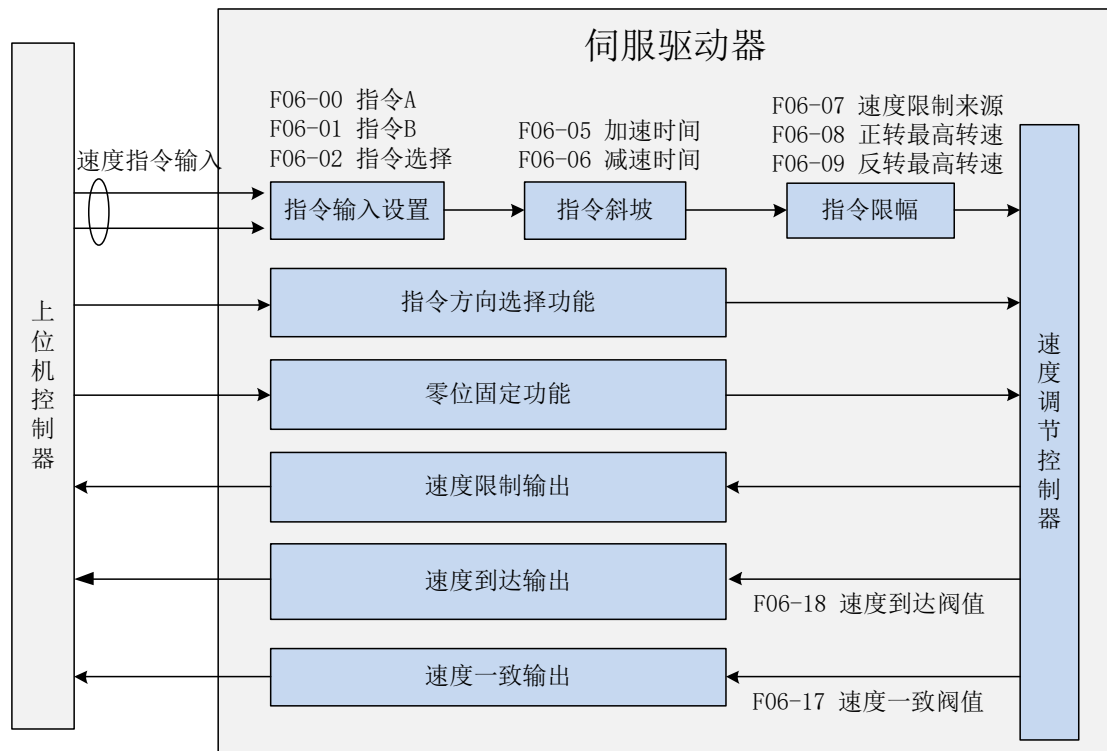 伺服驱动器
F06-00 指令A
F06-01 指令B
F06-02 指令选择
F06-05 加速时间
F06-06 减速时间
F06-07 速度限制来源
F06-08 正转最高转速
F06-09 反转最高转速
速度指令输入
指令输入设置
指令斜坡
指令限幅
上位机控制器
指令方向选择功能
速度调节控制器
零位固定功能
速度限制输出
速度到达输出
F06-18 速度到达阀值
速度一致输出
F06-17 速度一致阀值